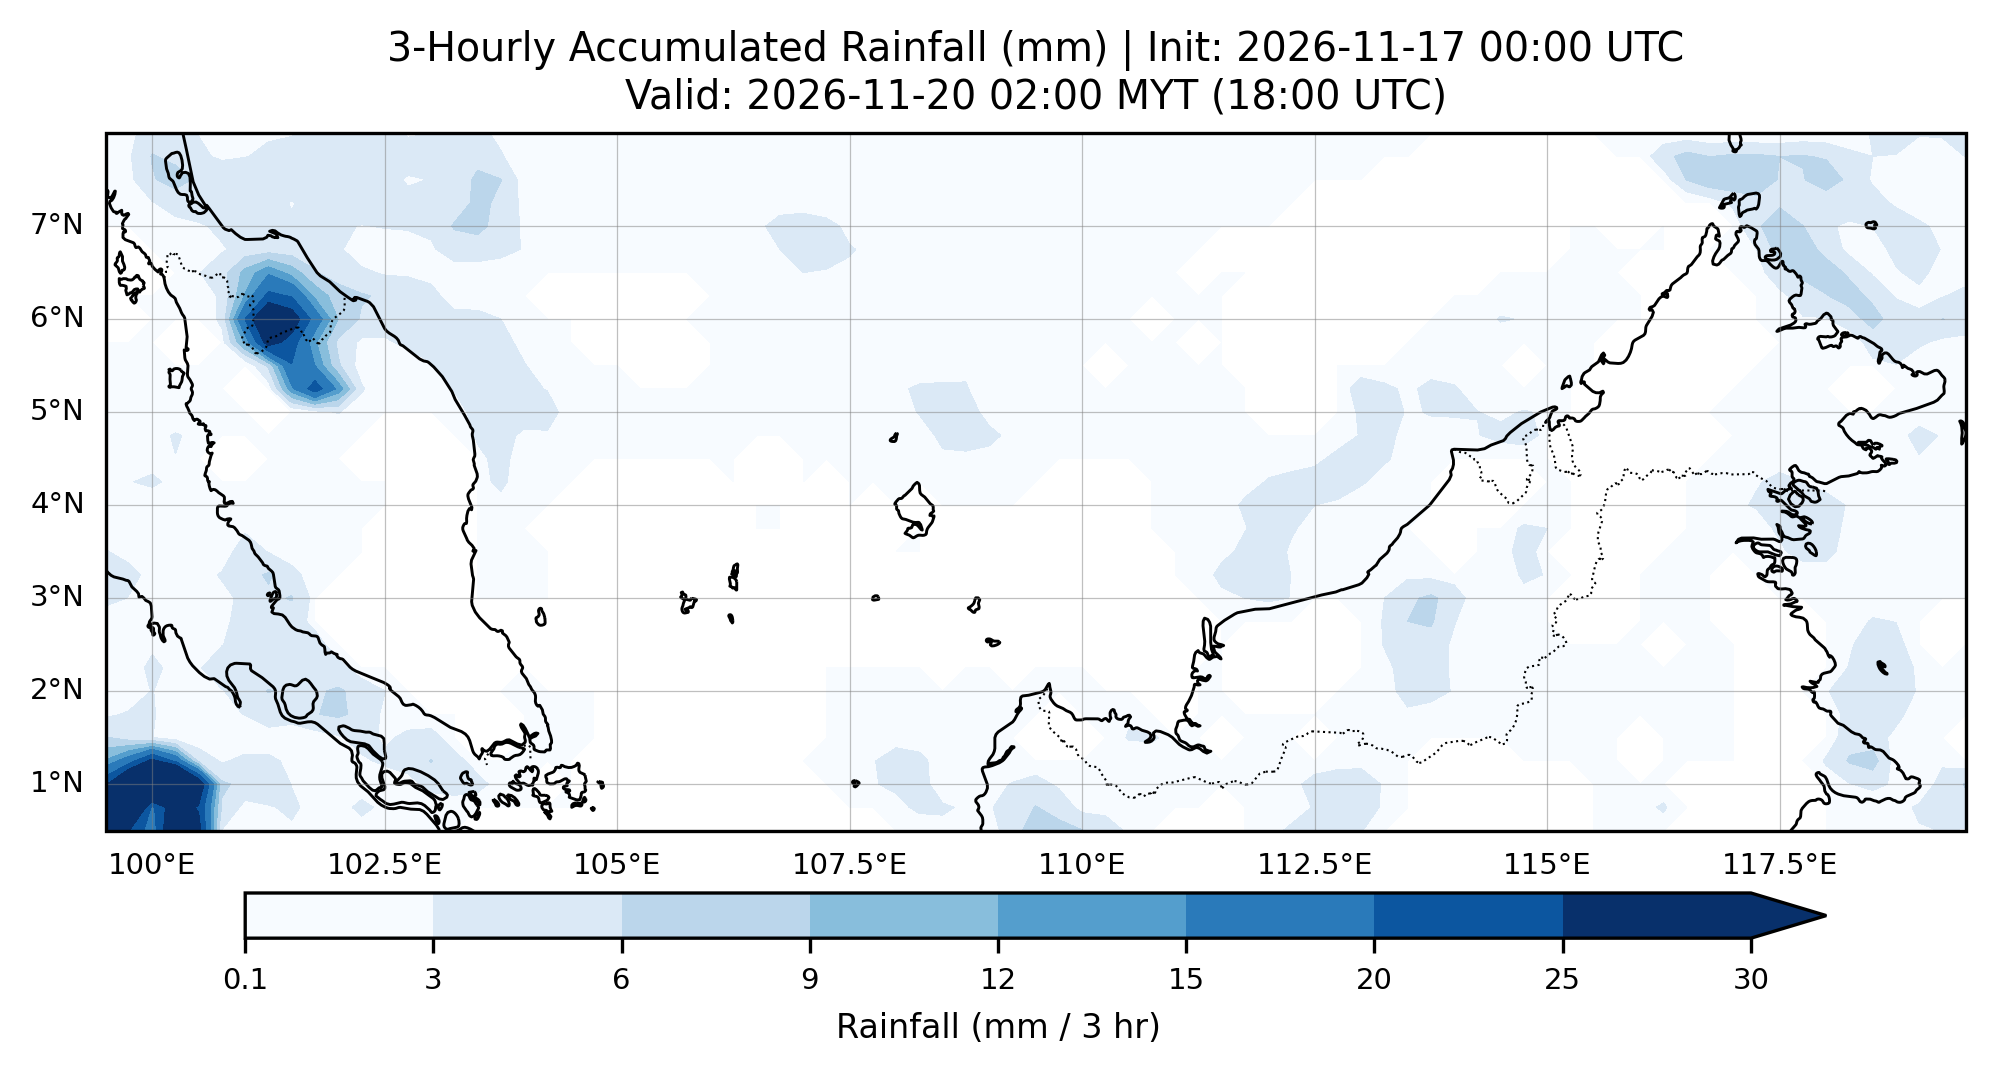 3-Hourly Accumulated Rainfall (mm) | Init: 2026-11-17 00:00 UTC
Valid: 2026-11-20 02:00 MYT (18:00 UTC)
7°N
6°N
5°N
4°N
3°N
2°N
1°N
100°E 102.5°E 105°E 107.5°E 110°E 112.5°E 115°E 117.5°E
0.1 3 6 9 12 15 20 25 30
Rainfall (mm / 3 hr)